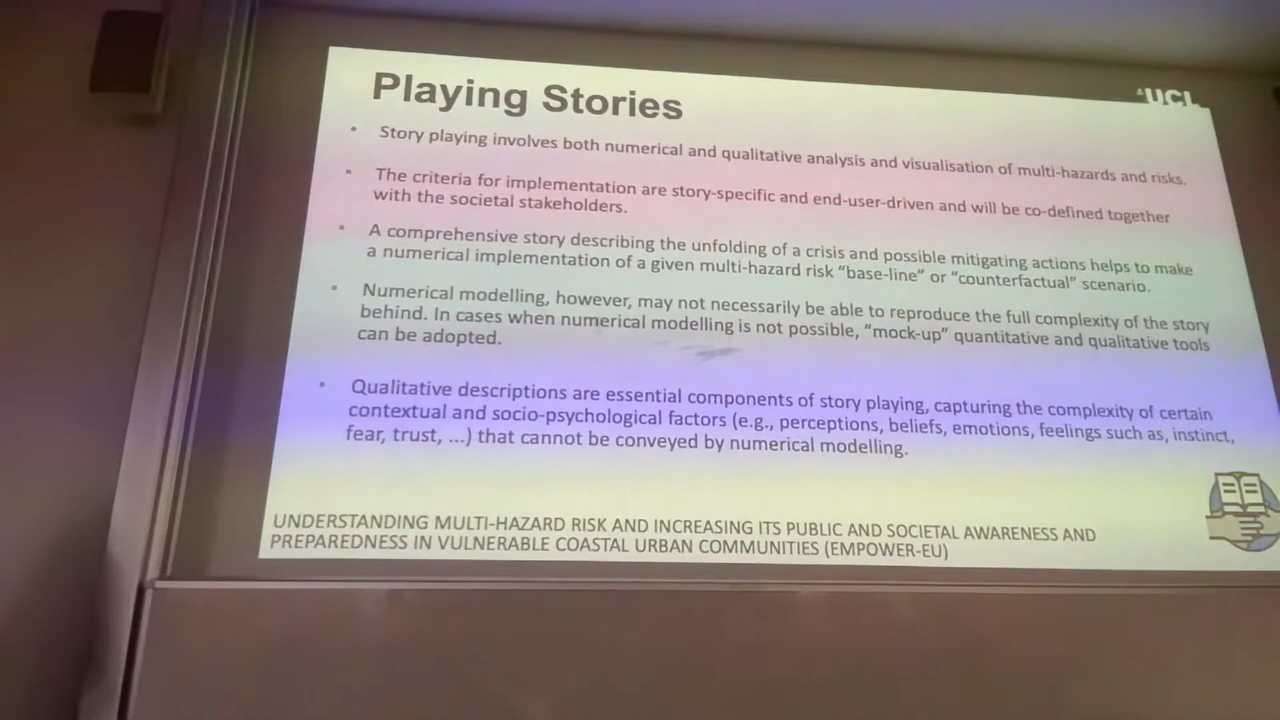 Playing Stories
UCL
• Story playing involves both numerical and qualitative analysis and visualisation of multi-hazards and risks.
• The criteria for implementation are story-specific and end-user-driven and will be co-defined together
with the societal stakeholders.
• A comprehensive story describing the unfolding of a crisis and possible mitigating actions helps to make
a numerical implementation of a given multi-hazard risk “base-line” or “counterfactual” scenario.
• Numerical modelling, however, may not necessarily be able to reproduce the full complexity of the story
behind. In cases when numerical modelling is not possible, “mock-up” quantitative and qualitative tools
can be adopted.
• Qualitative descriptions are essential components of story playing, capturing the complexity of certain
contextual and socio-psychological factors (e.g., perceptions, beliefs, emotions, feelings such as, instinct,
fear, trust, ...) that cannot be conveyed by numerical modelling.
UNDERSTANDING MULTI-HAZARD RISK AND INCREASING ITS PUBLIC AND SOCIETAL AWARENESS AND
PREPAREDNESS IN VULNERABLE COASTAL URBAN COMMUNITIES (EMPOWER-EU)